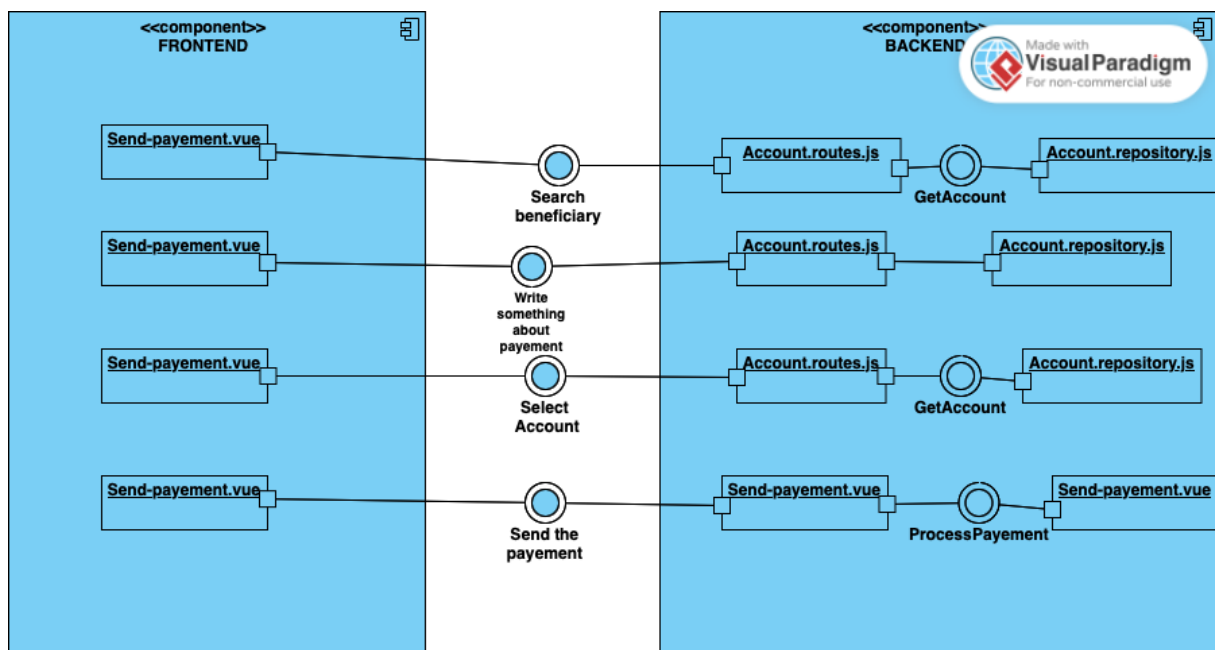 <<component>>
FRONTEND
<<component>>
BACKEND
Made with
VisualParadigm
For non-commercial use
Send-payement.vue
Search
beneficiary
Account.routes.js
GetAccount
Account.repository.js
Send-payement.vue
Write
something
about
payement
Account.routes.js
Account.repository.js
Send-payement.vue
Select
Account
Account.routes.js
GetAccount
Account.repository.js
Send-payement.vue
Send the
payement
Send-payement.vue
ProcessPayement
Send-payement.vue